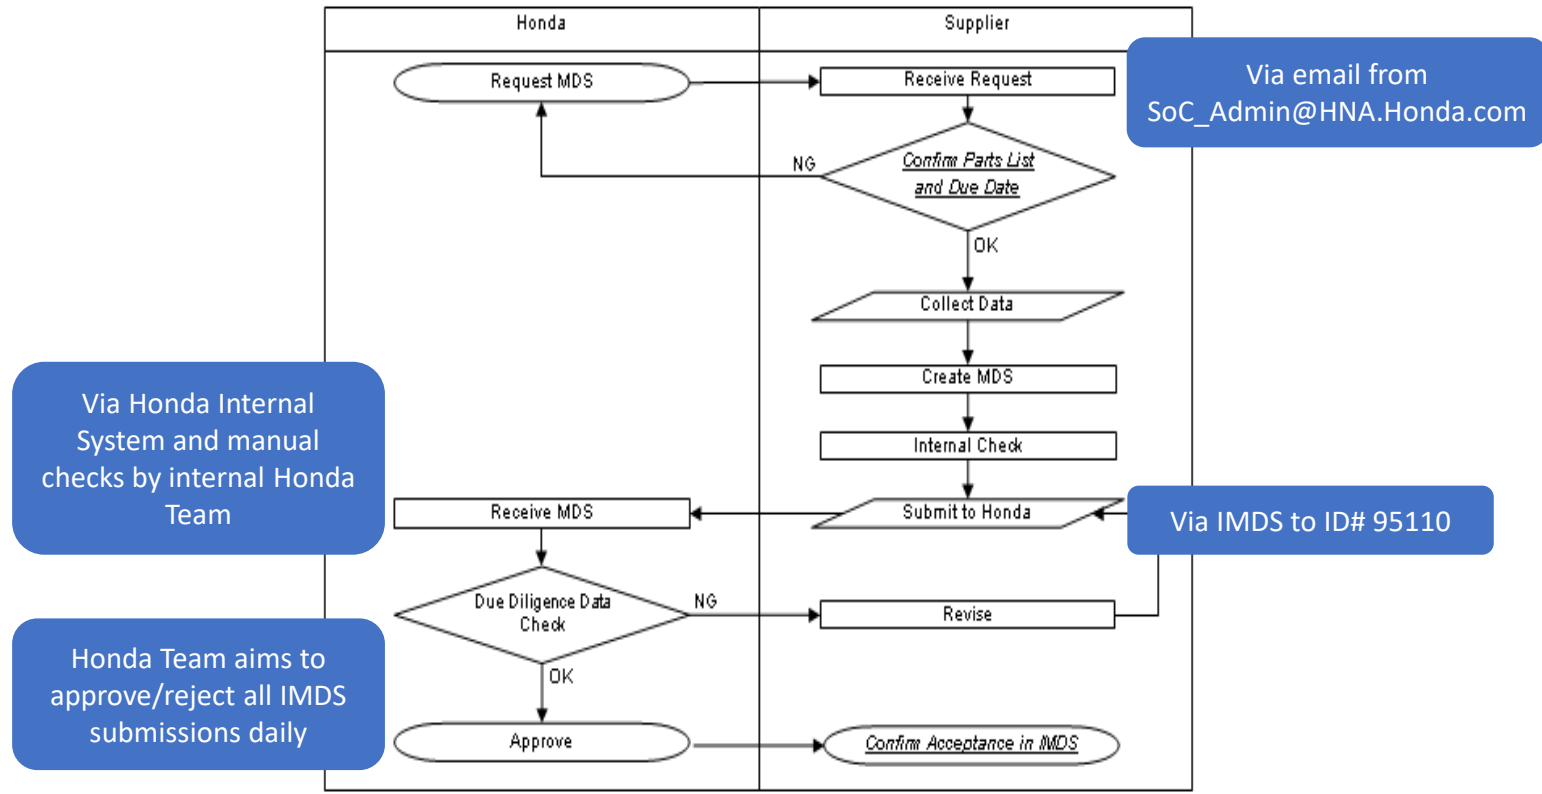 Honda
Supplier
Request MDS
Receive Request
Via email from
SoC_Admin@HNA.Honda.com
NG
Confirm Parts List
and Due Date
OK
Collect Data
Create MDS
Via Honda Internal
System and manual
checks by internal Honda
Team
Internal Check
Receive MDS
Submit to Honda
Via IMDS to ID# 95110
Due Diligence Data
Check
NG
Revise
OK
Honda Team aims to
approve/reject all IMDS
submissions daily
Approve
Confirm Acceptance in IMDS